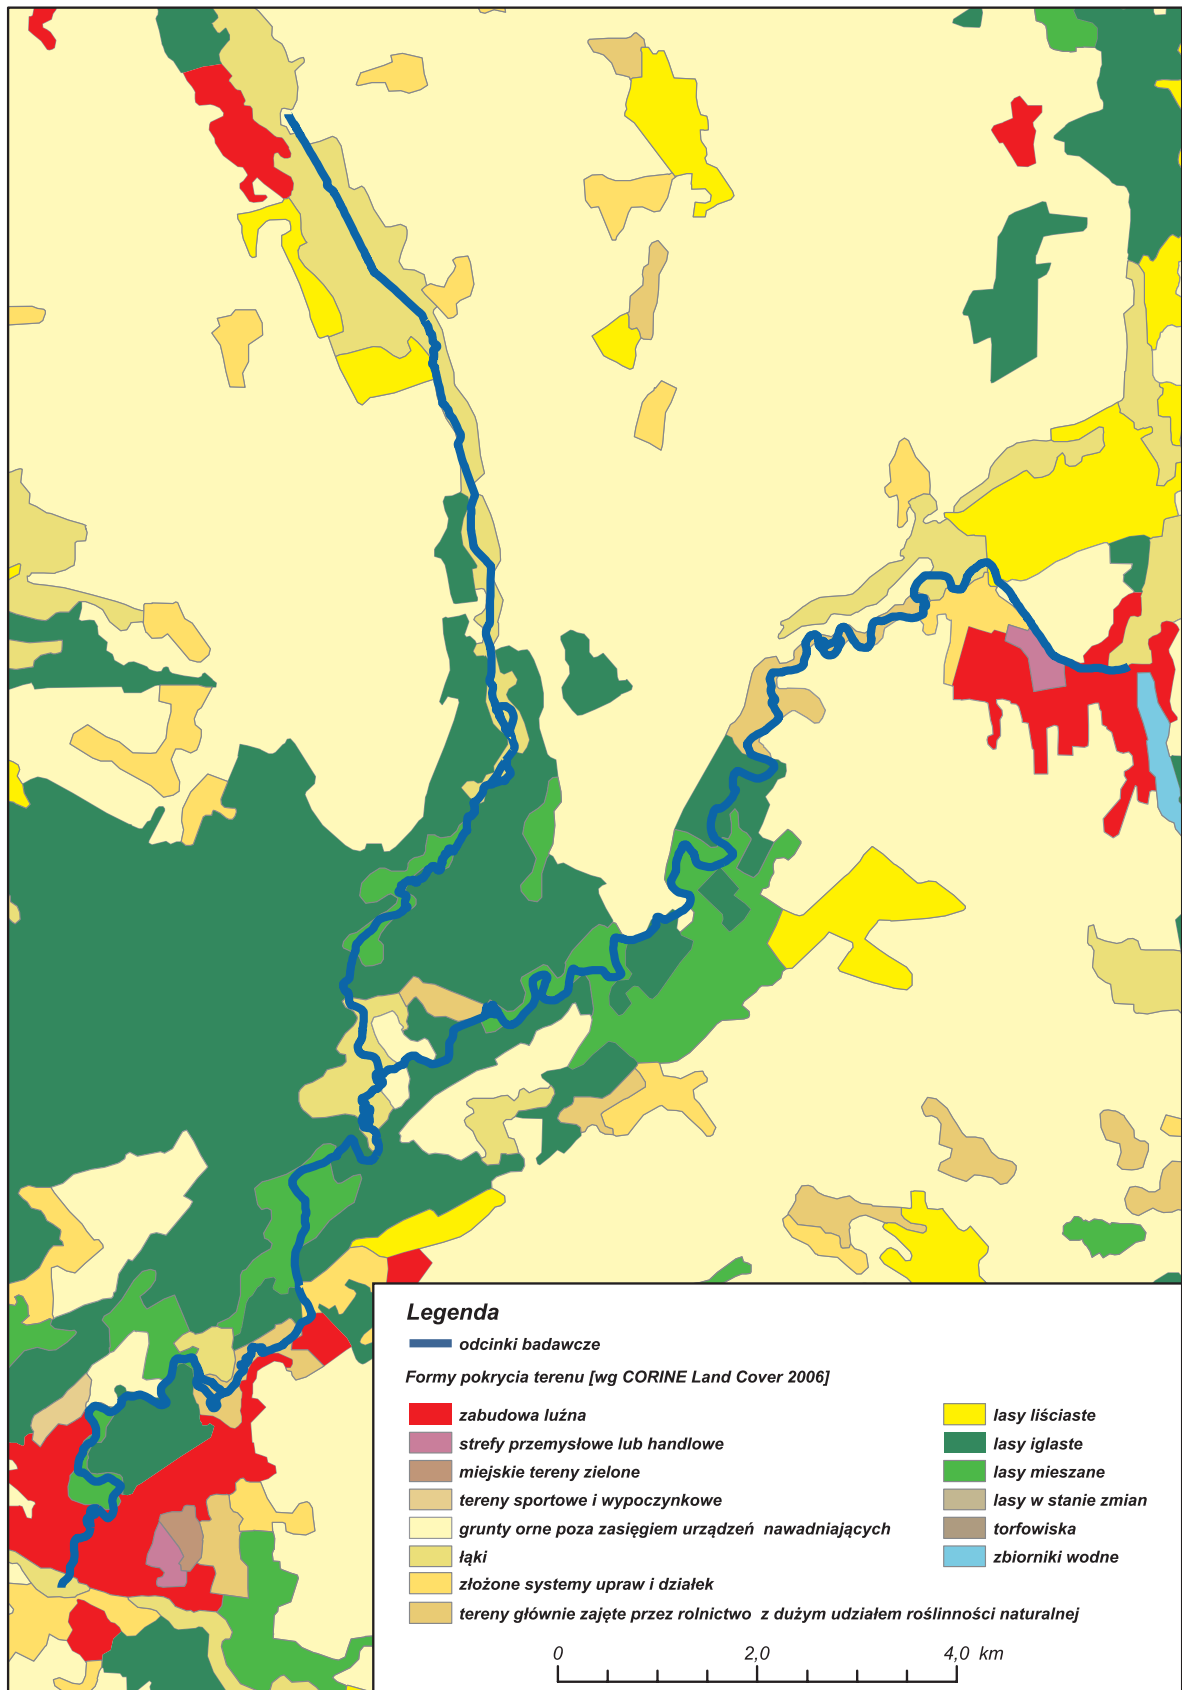 Legenda
odcinki badawcze
Formy pokrycia terenu [wg CORINE Land Cover 2006]
zabudowa luźna
strefy przemysłowe lub handlowe
miejskie tereny zielone
tereny sportowe i wypoczynkowe
grunty orne poza zasięgiem urządzeń nawadniających
łąki
złożone systemy upraw i działek
tereny głównie zajęte przez rolnictwo z dużym udziałem roślinności naturalnej
lasy liściaste
lasy iglaste
lasy mieszane
lasy w stanie zmian
torfowiska
zbiorniki wodne
0 2,0 4,0 km